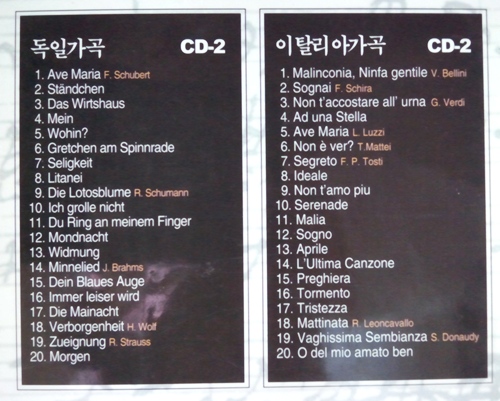 독일가곡 CD-2
1. Ave Maria F. Schubert
2. Ständchen
3. Das Wirtshaus
4. Mein
5. Wohin?
6. Gretchen am Spinnrade
7. Seligkeit
8. Litanei
9. Die Lotosblume R. Schumann
10. Ich grolle nicht
11. Du Ring an meinem Finger
12. Mondnacht
13. Widmung
14. Minnelied J. Brahms
15. Dein Blaues Auge
16. Immer leiser wird
17. Die Mainacht
18. Verborgenheit H. Wolf
19. Zueignung R. Strauss
20. Morgen
이탈리아가곡 CD-2
1. Malinconia, Ninfa gentile V. Bellini
2. Sognai F. Schira
3. Non t'accostare all' urna G. Verdi
4. Ad una Stella
5. Ave Maria L. Luzzi
6. Non è ver? T.Mattei
7. Segreto F. P. Tosti
8. Ideale
9. Non t'amo piu
10. Serenade
11. Malia
12. Sogno
13. Aprile
14. L'Ultima Canzone
15. Preghiera
16. Tormento
17. Tristezza
18. Mattinata R. Leoncavallo
19. Vaghissima Sembianza S. Donaudy
20. O del mio amato ben